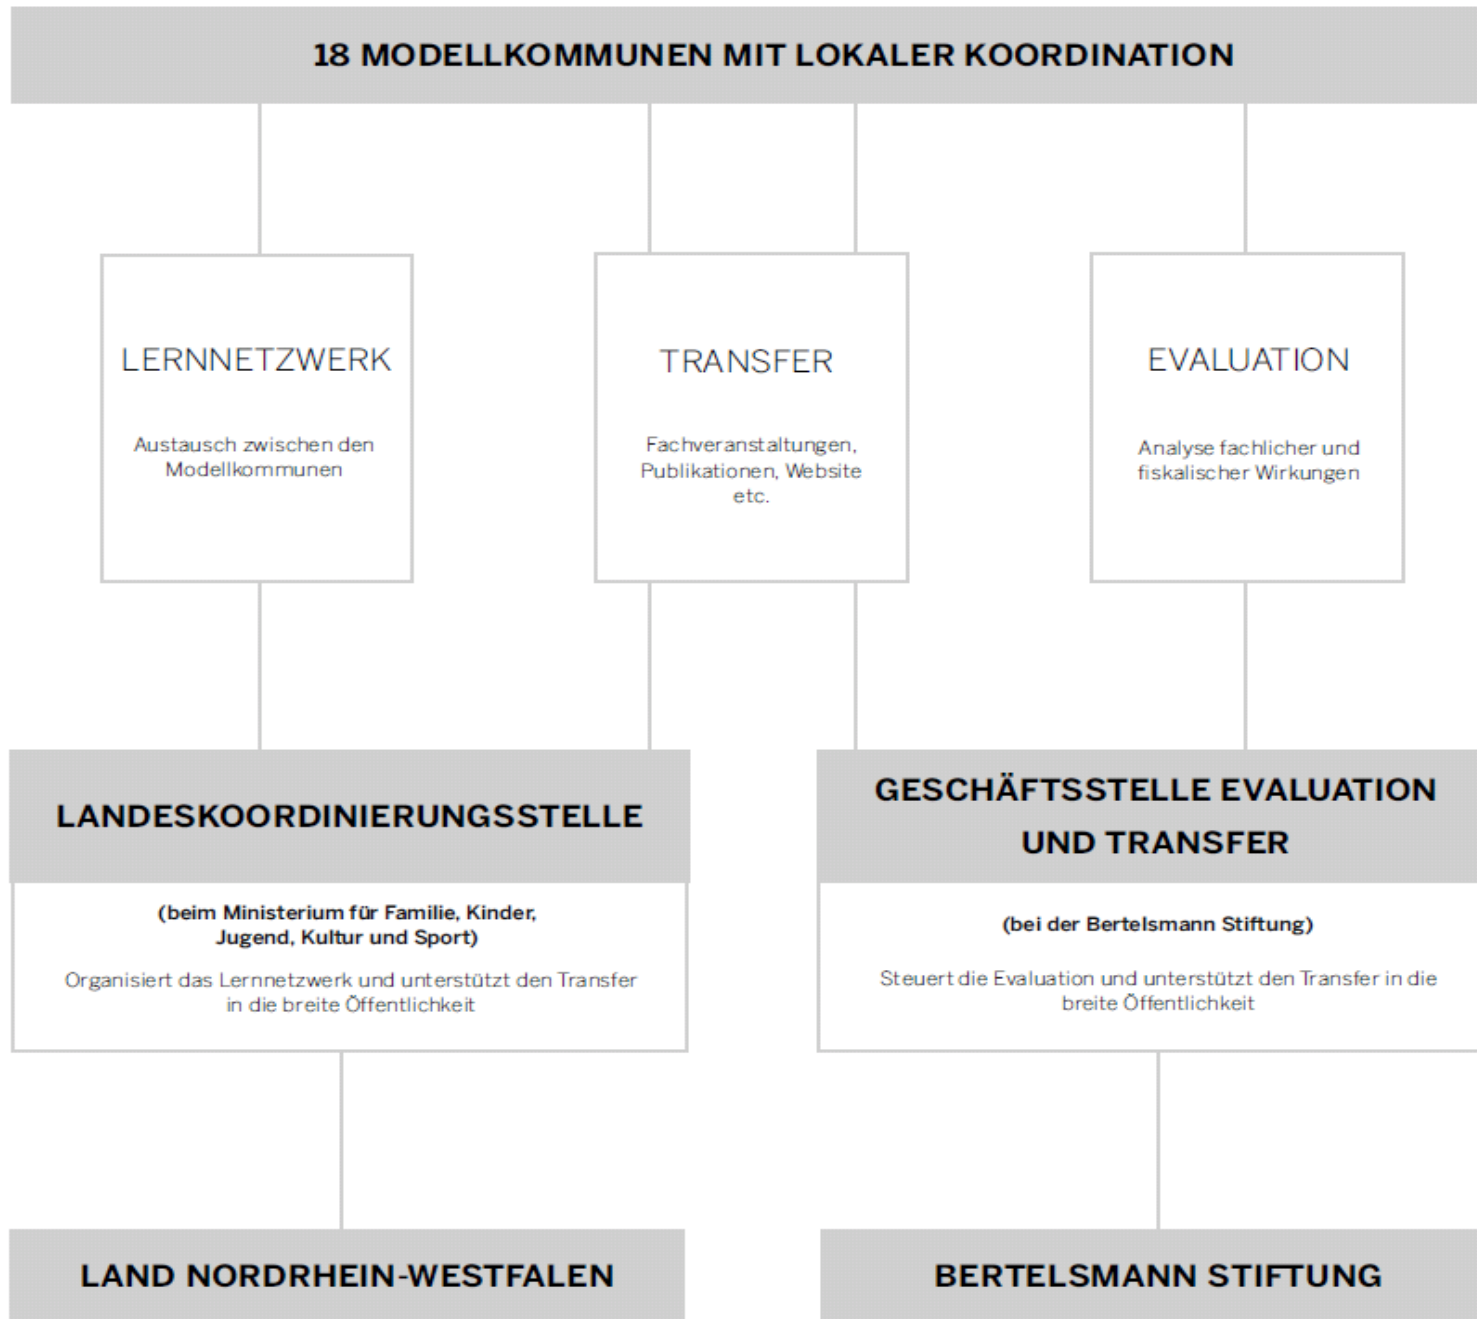 18 MODELLKOMMUNEN MIT LOKALER KOORDINATION
LERNNETZWERK
Austausch zwischen den
Modellkommunen
TRANSFER
Fachveranstaltungen,
Publikationen, Website
etc.
EVALUATION
Analyse fachlicher und
fiskalischer Wirkungen
LANDESKOORDINIERUNGSSTELLE
(beim Ministerium für Familie, Kinder,
Jugend, Kultur und Sport)
Organisiert das Lernnetzwerk und unterstützt den Transfer
in die breite Öffentlichkeit
GESCHÄFTSSTELLE EVALUATION
UND TRANSFER
(bei der Bertelsmann Stiftung)
Steuert die Evaluation und unterstützt den Transfer in die
breite Öffentlichkeit
LAND NORDRHEIN-WESTFALEN
BERTELSMANN STIFTUNG